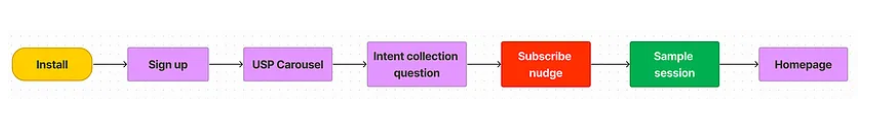 Install
Sign up
USP Carousel
Intent collection
question
Subscribe
nudge
Sample
session
Homepage